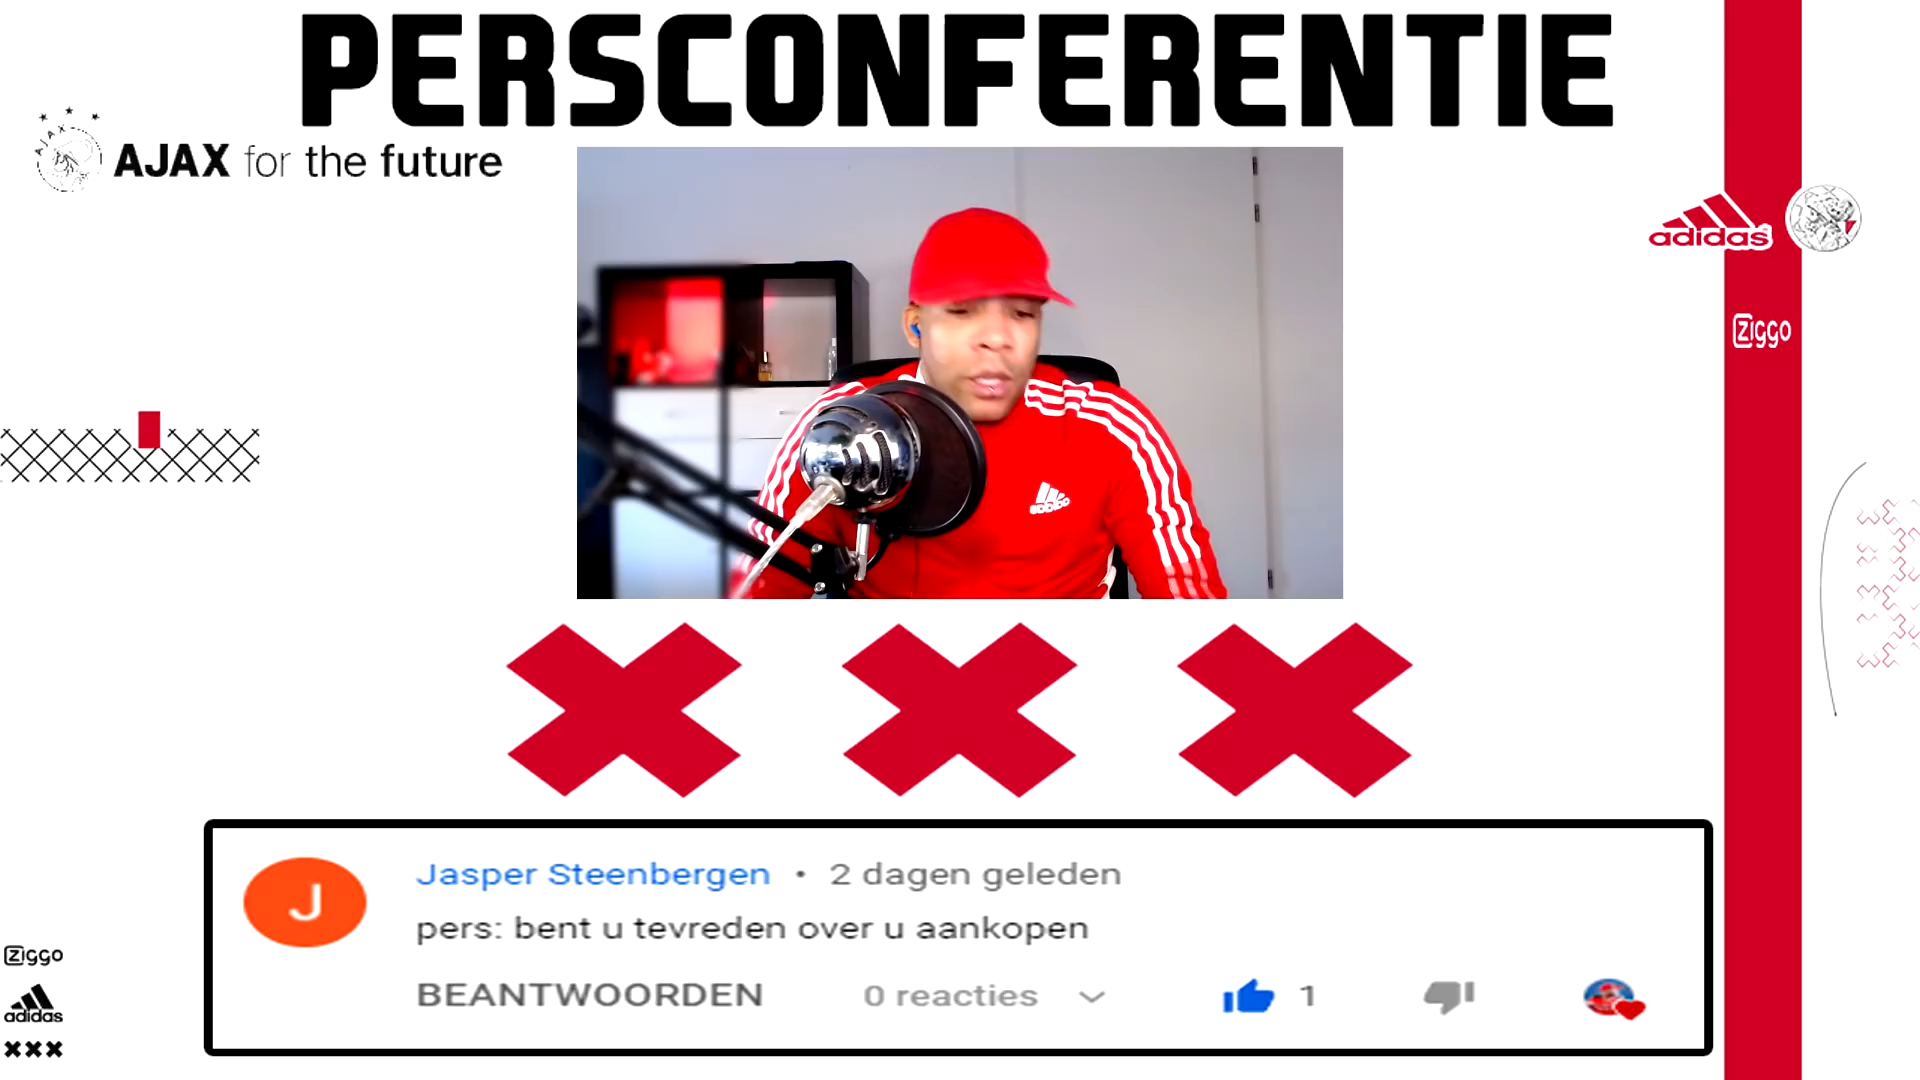 PERSCONFERENTIE
AJAX for the future
adidas
Ziggo
J
Jasper Steenbergen • 2 dagen geleden
pers: bent u tevreden over u aankopen
BEANTWOORDEN 0 reacties 1
Ziggo
adidas
XXX